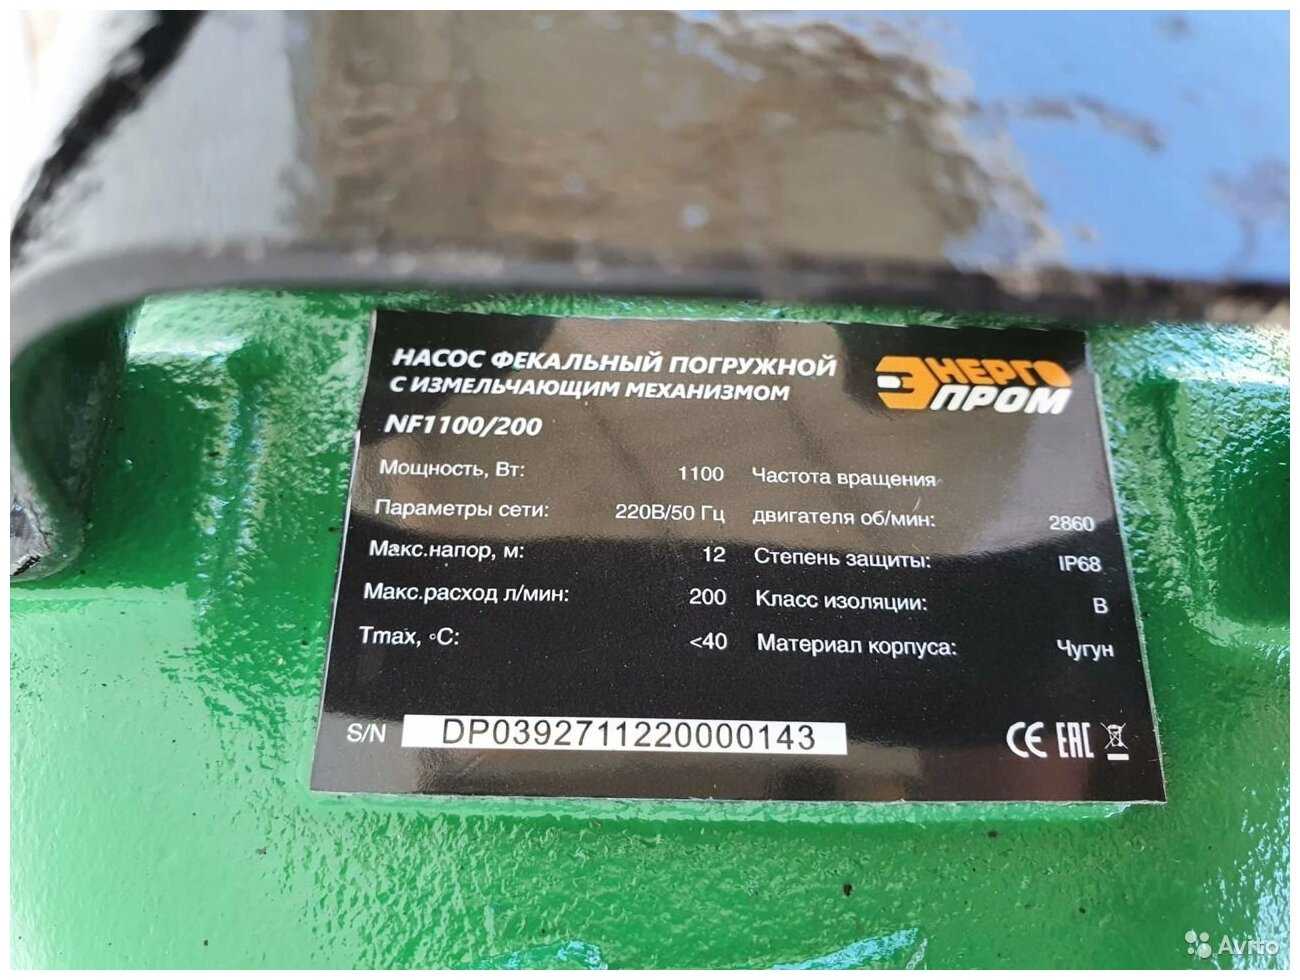 НАСОС ФЕКАЛЬНЫЙ ПОГРУЖНОЙ
С ИЗМЕЛЬЧАЮЩИМ МЕХАНИЗМОМ
ЭНЕРГО
ПРОМ
NF1100/200
Мощность, Вт: 1100
Параметры сети: 220В/50 Гц
Макс.напор, м: 12
Макс.расход л/мин: 200
Tmax, °C: <40
Частота вращения
двигателя об/мин: 2860
Степень защиты: IP68
Класс изоляции: B
Материал корпуса: Чугун
S/N DP0392711220000143
CE EAC
Avito